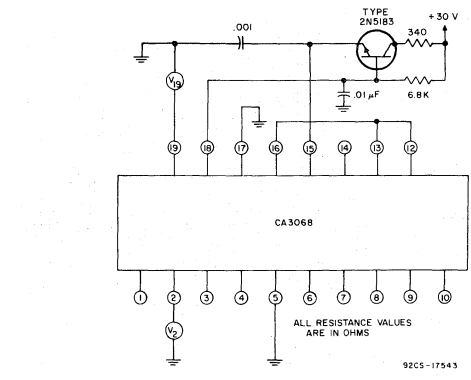 TYPE
2N5183
+30 V
.001
340
V19
.01 µF
6.8K
19 18 17 16 15 14 13 12
CA3068
1 2 3 4 5 6 7 8 9 10
V2
ALL RESISTANCE VALUES
ARE IN OHMS
92CS-17543